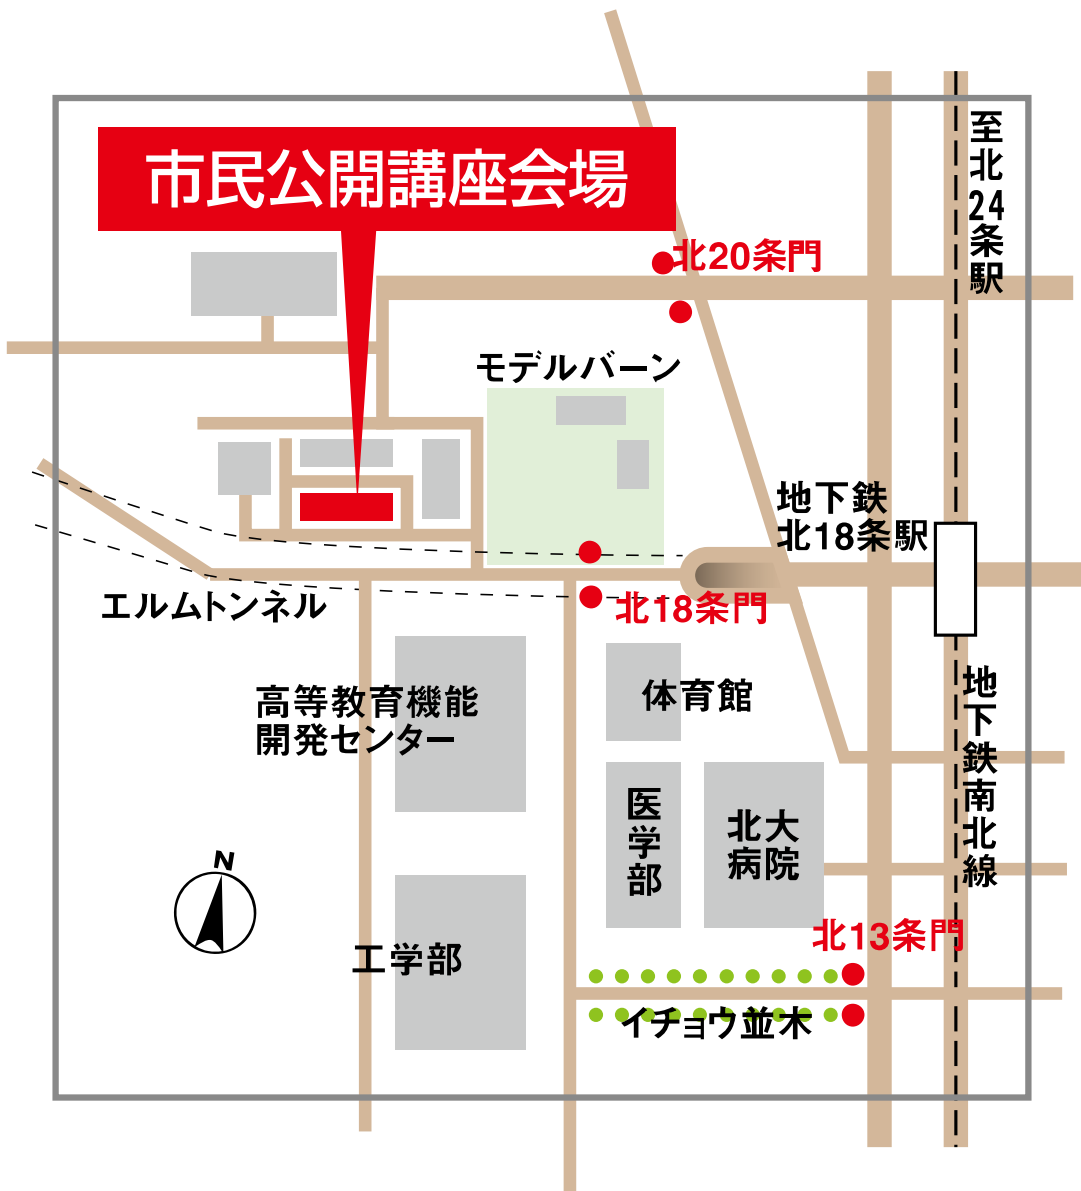 至北24条駅
市民公開講座会場
北20条門
モデルバーン
地下鉄
北18条駅
エルムトンネル
北18条門
高等教育機能
開発センター
体育館
地下鉄南北線
医学部
北大
病院
N
工学部
北13条門
イチョウ並木